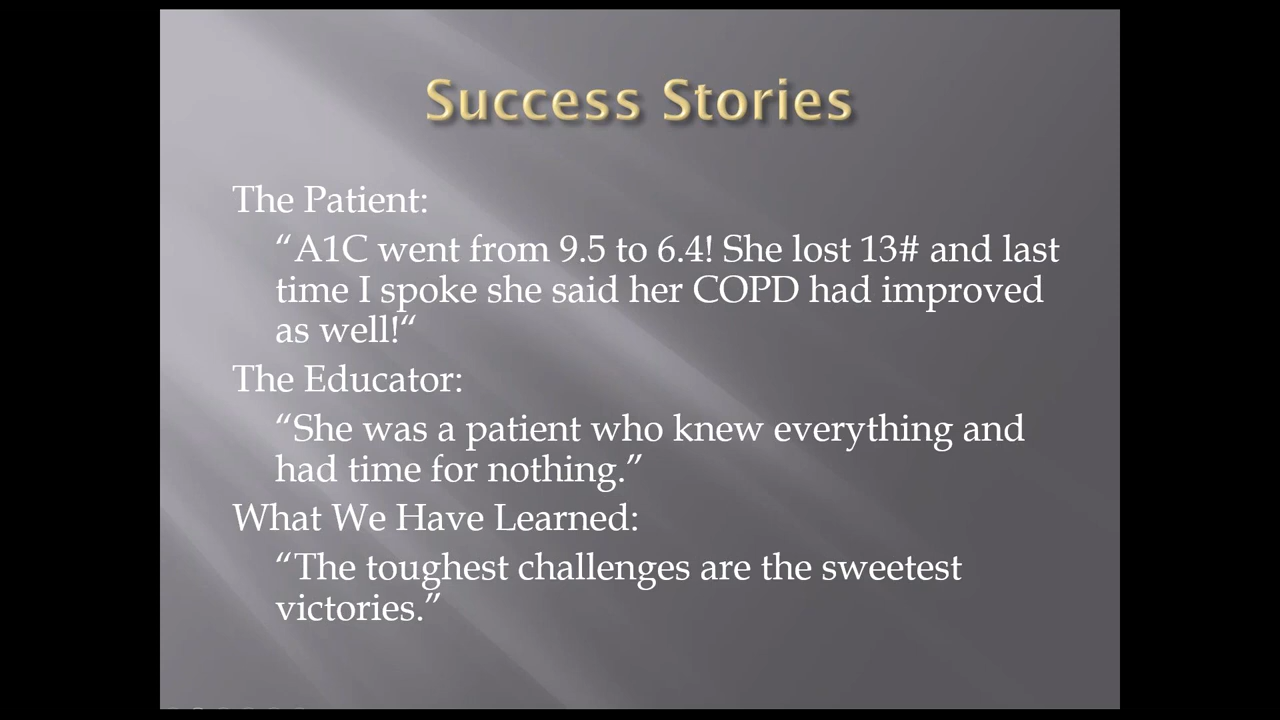 Success Stories
The Patient:
“A1C went from 9.5 to 6.4! She lost 13# and last
time I spoke she said her COPD had improved
as well!“
The Educator:
“She was a patient who knew everything and
had time for nothing.”
What We Have Learned:
“The toughest challenges are the sweetest
victories.”